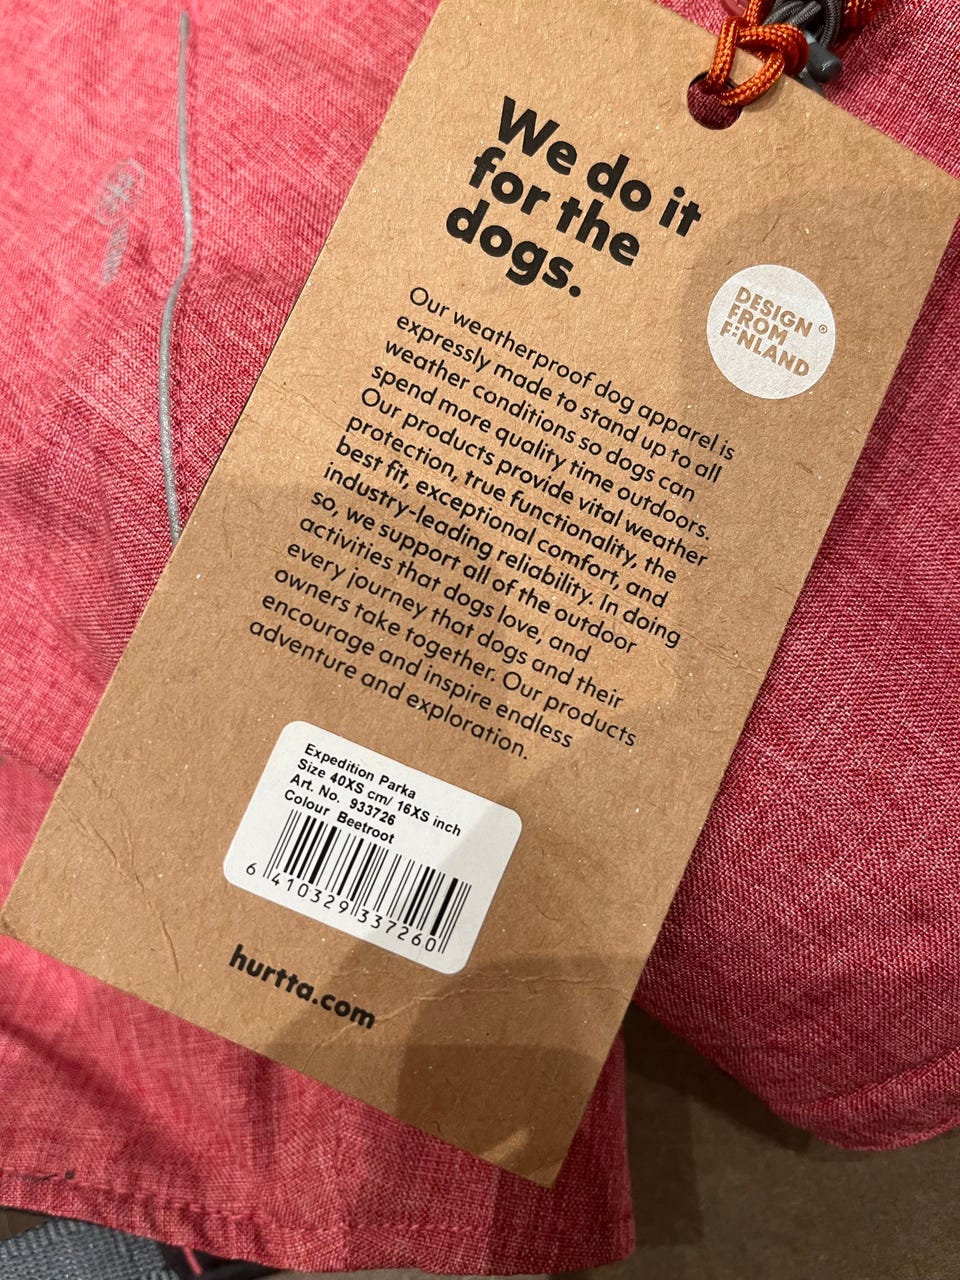 We do it
for the
dogs.
DESIGN
FROM
FINLAND
®
Our weatherproof dog apparel is
expressly made to stand up to all
weather conditions so dogs can
spend more quality time outdoors.
Our products provide vital weather
protection, true functionality, the
best fit, exceptional comfort, and
industry-leading reliability. In doing
so, we support all of the outdoor
activities that dogs love, and
every journey that dogs and their
owners take together. Our products
encourage and inspire endless
adventure and exploration.
Expedition Parka
Size 40XS cm/ 16XS inch
Art. No. 933726
Colour Beetroot
6 410329 337260
hurtta.com